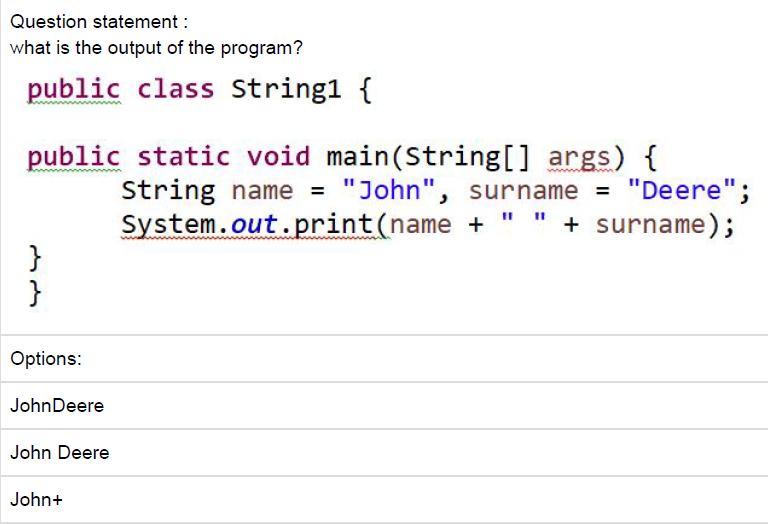 Question statement :
what is the output of the program?
public class String1 {
public static void main(String[] args) {
String name = "John", surname = "Deere";
System.out.print(name + " " + surname);
}
}
Options:
JohnDeere
John Deere
John+